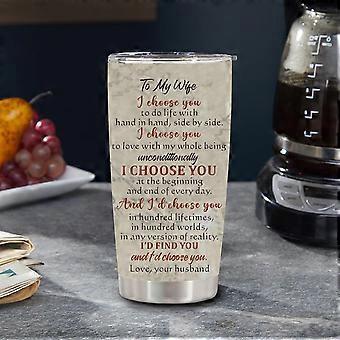 To My Wife
I choose you
to do life with
hand in hand, side by side.
I choose you
to love with my whole being
unconditionally
I CHOOSE YOU
at the beginning
and end of every day.
And I'd choose you
in hundred lifetimes,
in hundred worlds,
in any version of reality.
I'D FIND YOU
and I'd choose you.
Love, your husband